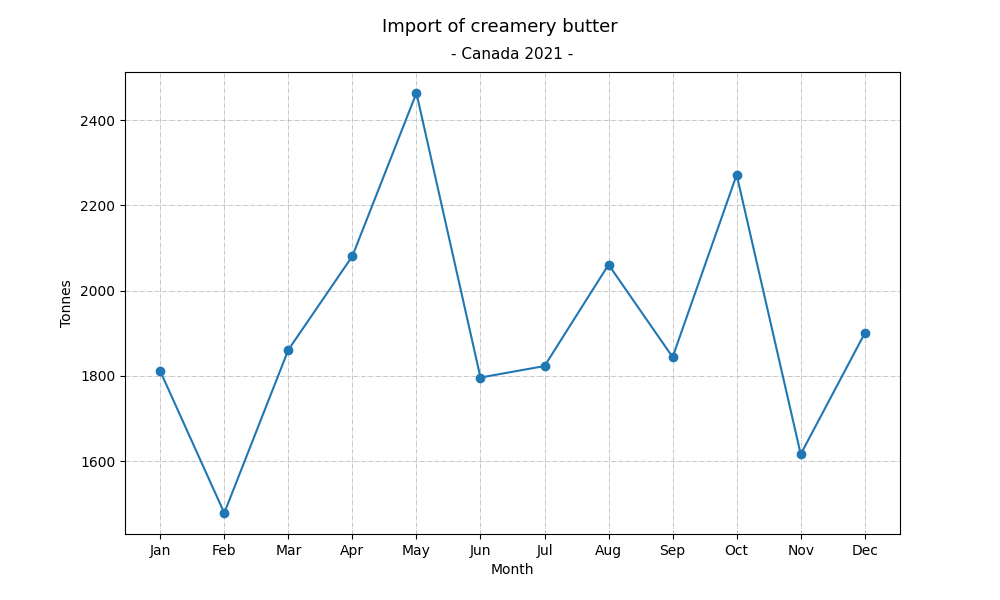 Import of creamery butter
- Canada 2021 -
2400
2200
2000
1800
1600
Tonnes
Jan Feb Mar Apr May Jun Jul Aug Sep Oct Nov Dec
Month